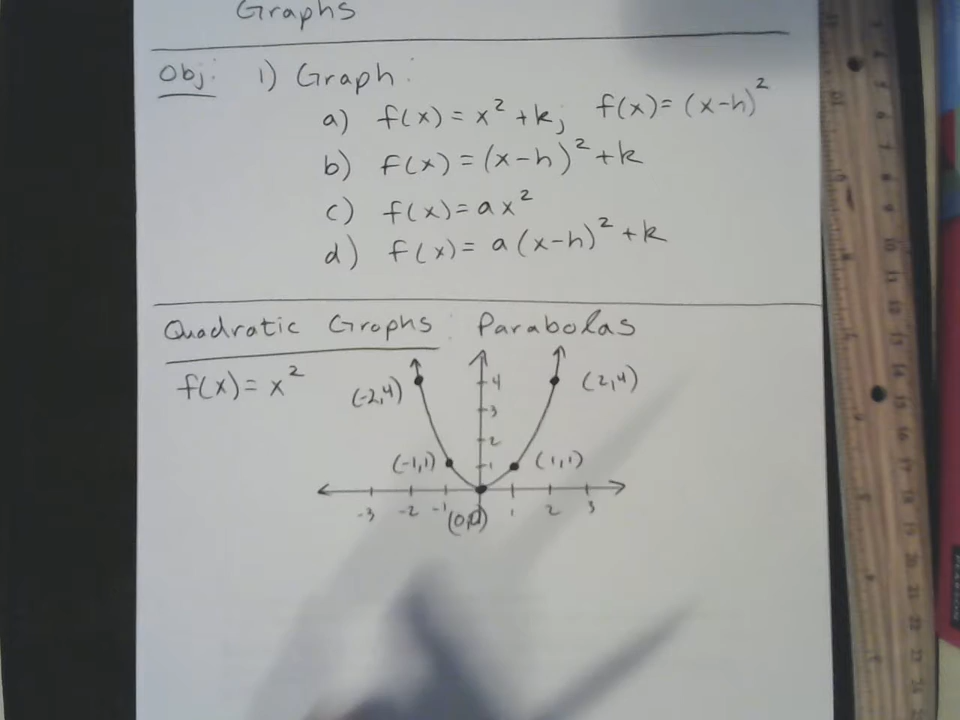 Graphs
Obj: 1) Graph:
a) f(x) = x² + k; f(x) = (x-h)²
b) f(x) = (x-h)² + k
c) f(x) = ax²
d) f(x) = a(x-h)² + k
Quadratic Graphs: Parabolas
f(x) = x²
(-2,4) 4 (2,4)
3
2
(-1,1) 1 (1,1)
-3 -2 -1 1 2 3
(0,0)